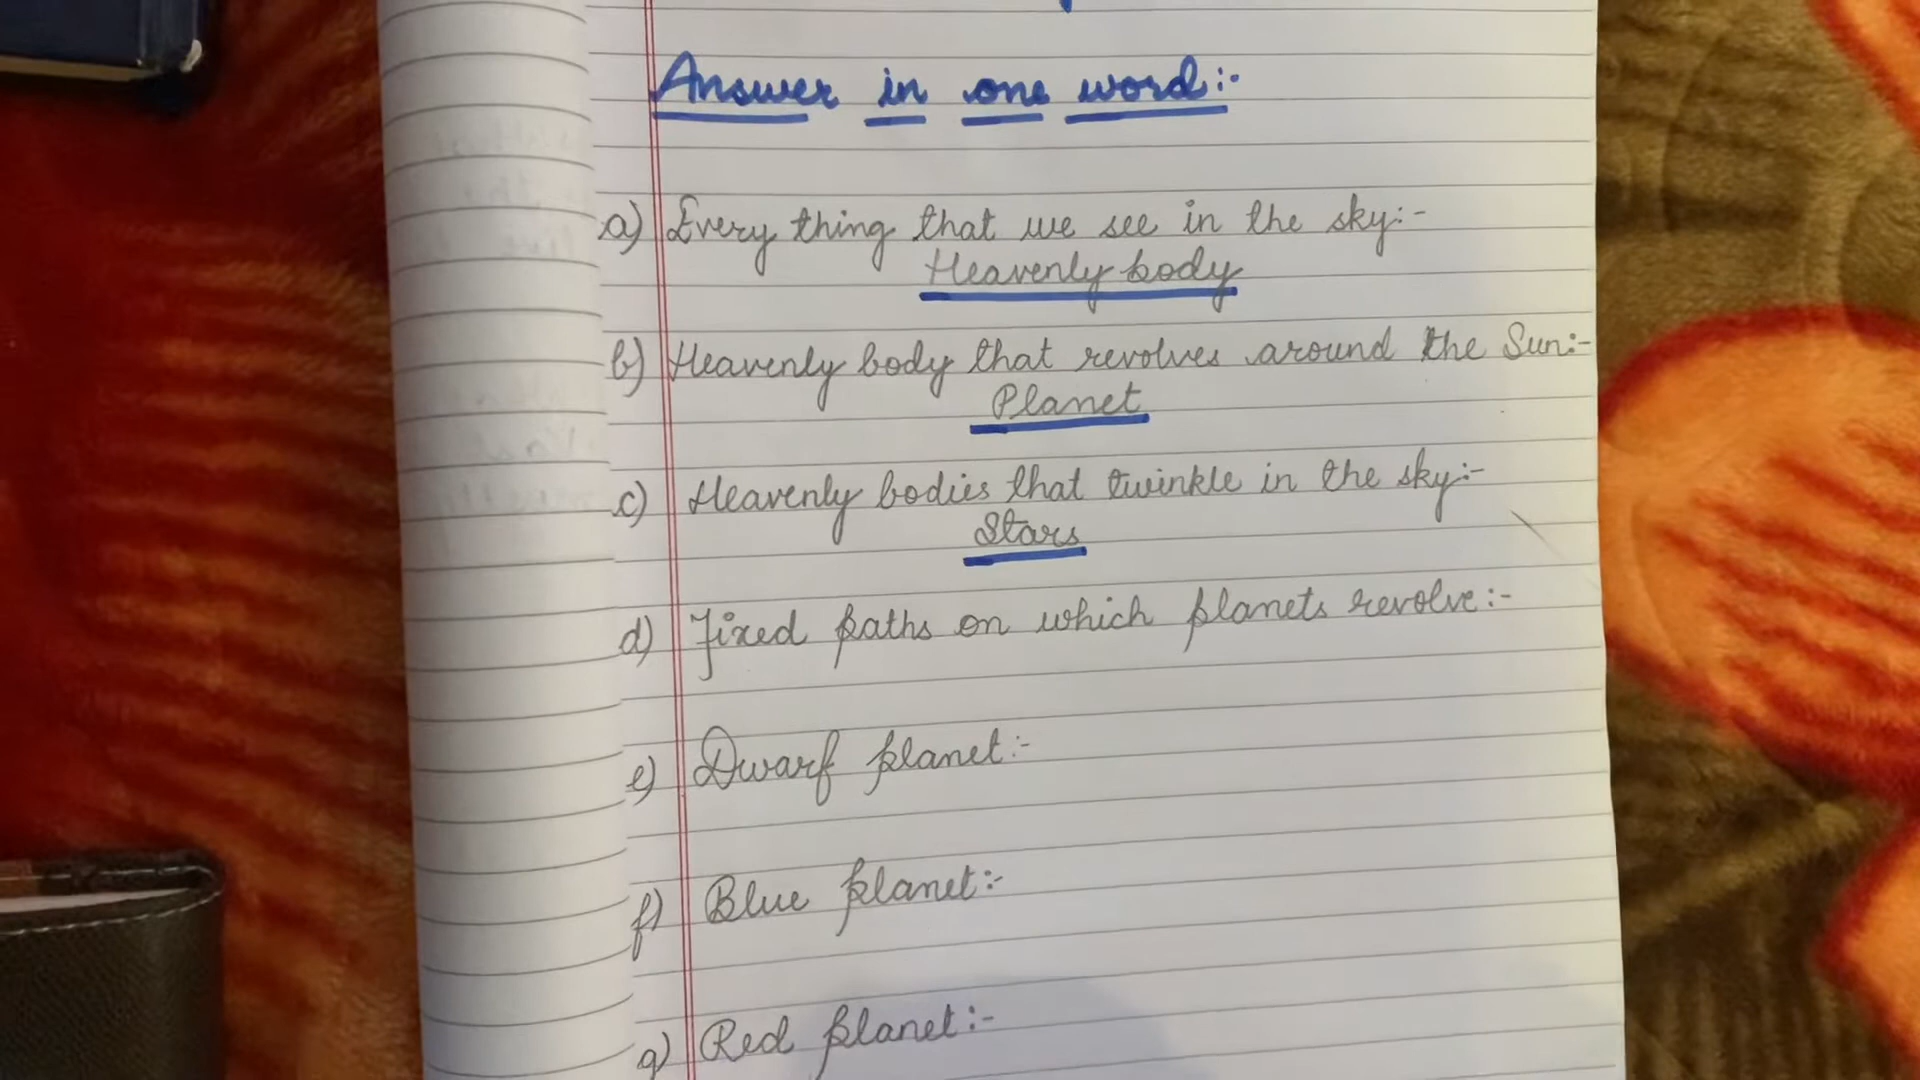 Answer in one word:-
a) Every thing that we see in the sky:-
Heavenly body
b) Heavenly body that revolves around the Sun:-
Planet
c) Heavenly bodies that twinkle in the sky:-
Stars
d) Fixed paths on which planets revolve:-
e) Dwarf planet:-
f) Blue planet:-
g) Red planet:-